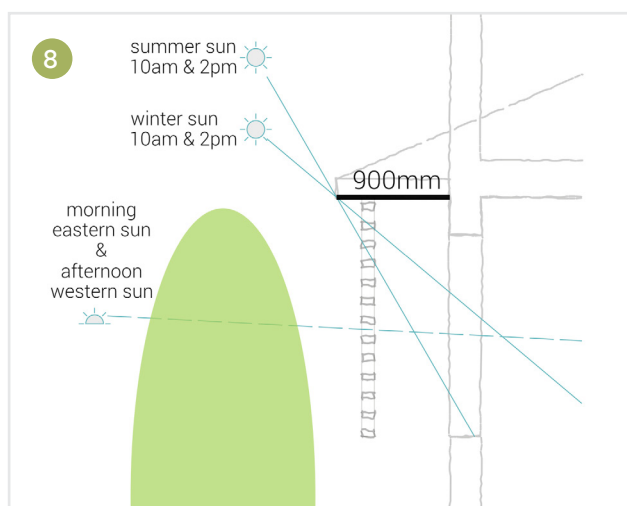 8
summer sun
10am & 2pm
winter sun
10am & 2pm
900mm
morning
eastern sun
&
afternoon
western sun